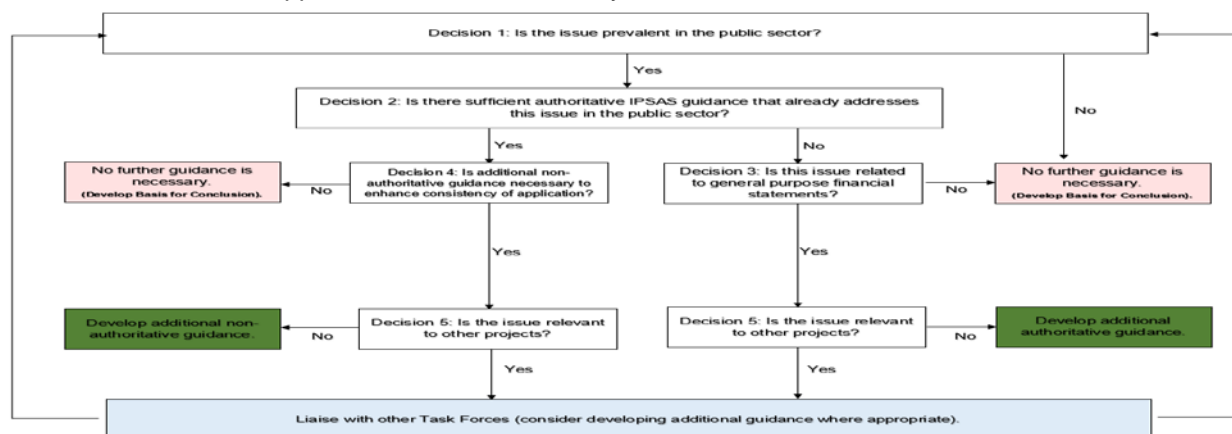 Decision 1: Is the issue prevalent in the public sector?
Yes
No
Decision 2: Is there sufficient authoritative IPSAS guidance that already addresses
this issue in the public sector?
Yes
No
No further guidance is
necessary.
(Develop Basis for Conclusion).
No
Decision 4: Is additional non-
authoritative guidance necessary to
enhance consistency of application?
Decision 3: Is this issue related
to general purpose financial
statements?
No
No further guidance is
necessary.
(Develop Basis for Conclusion).
Yes
Yes
Develop additional non-
authoritative guidance.
No
Decision 5: Is the issue relevant
to other projects?
Decision 5: Is the issue relevant
to other projects?
No
Develop additional
authoritative guidance.
Yes
Yes
Liaise with other Task Forces (consider developing additional guidance where appropriate).